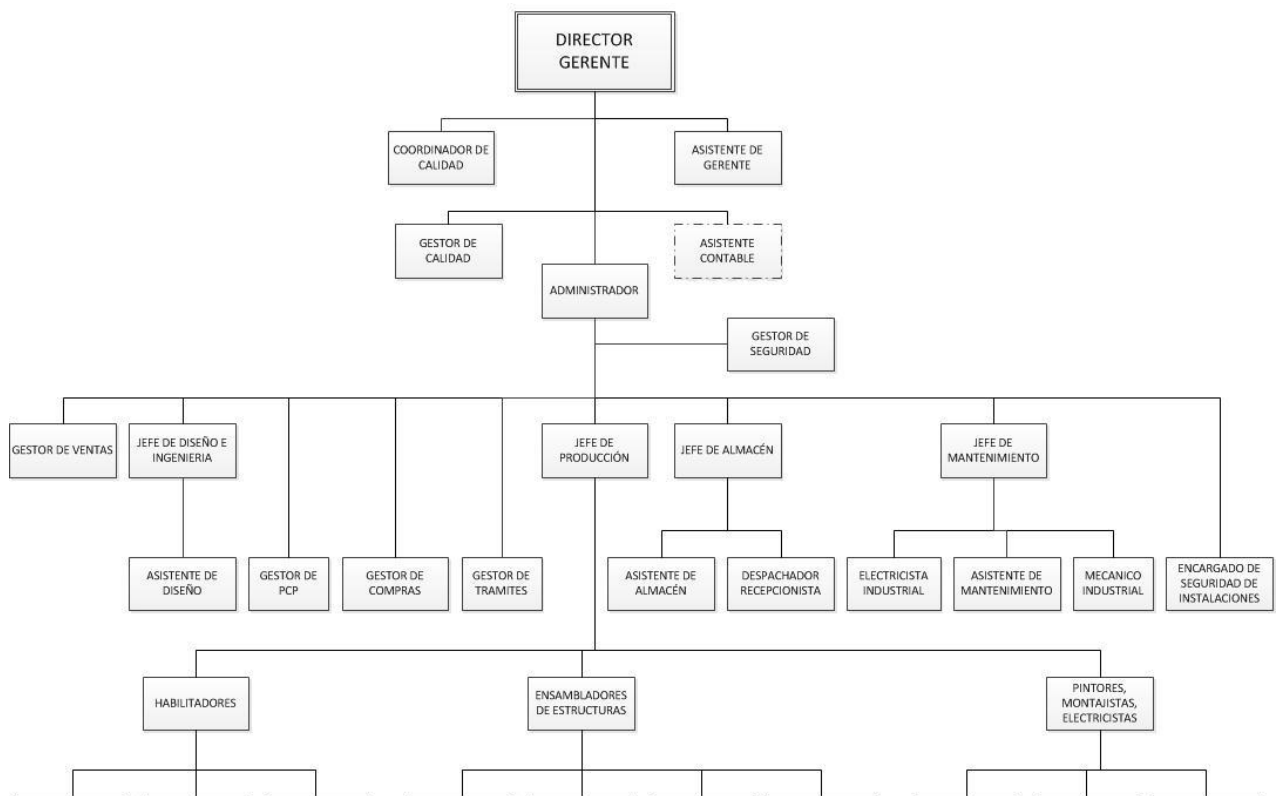 DIRECTOR
GERENTE
COORDINADOR DE
CALIDAD
ASISTENTE DE
GERENTE
GESTOR DE
CALIDAD
ASISTENTE
CONTABLE
ADMINISTRADOR
GESTOR DE
SEGURIDAD
GESTOR DE VENTAS
JEFE DE DISEÑO E
INGENIERIA
JEFE DE
PRODUCCIÓN
JEFE DE ALMACÉN
JEFE DE
MANTENIMIENTO
ASISTENTE DE
DISEÑO
GESTOR DE
PCP
GESTOR DE
COMPRAS
GESTOR DE
TRAMITES
ASISTENTE DE
ALMACÉN
DESPACHADOR
RECEPCIONISTA
ELECTRICISTA
INDUSTRIAL
ASISTENTE DE
MANTENIMIENTO
MECANICO
INDUSTRIAL
ENCARGADO DE
SEGURIDAD DE
INSTALACIONES
HABILITADORES
ENSAMBLADORES
DE ESTRUCTURAS
PINTORES,
MONTAJISTAS,
ELECTRICISTAS